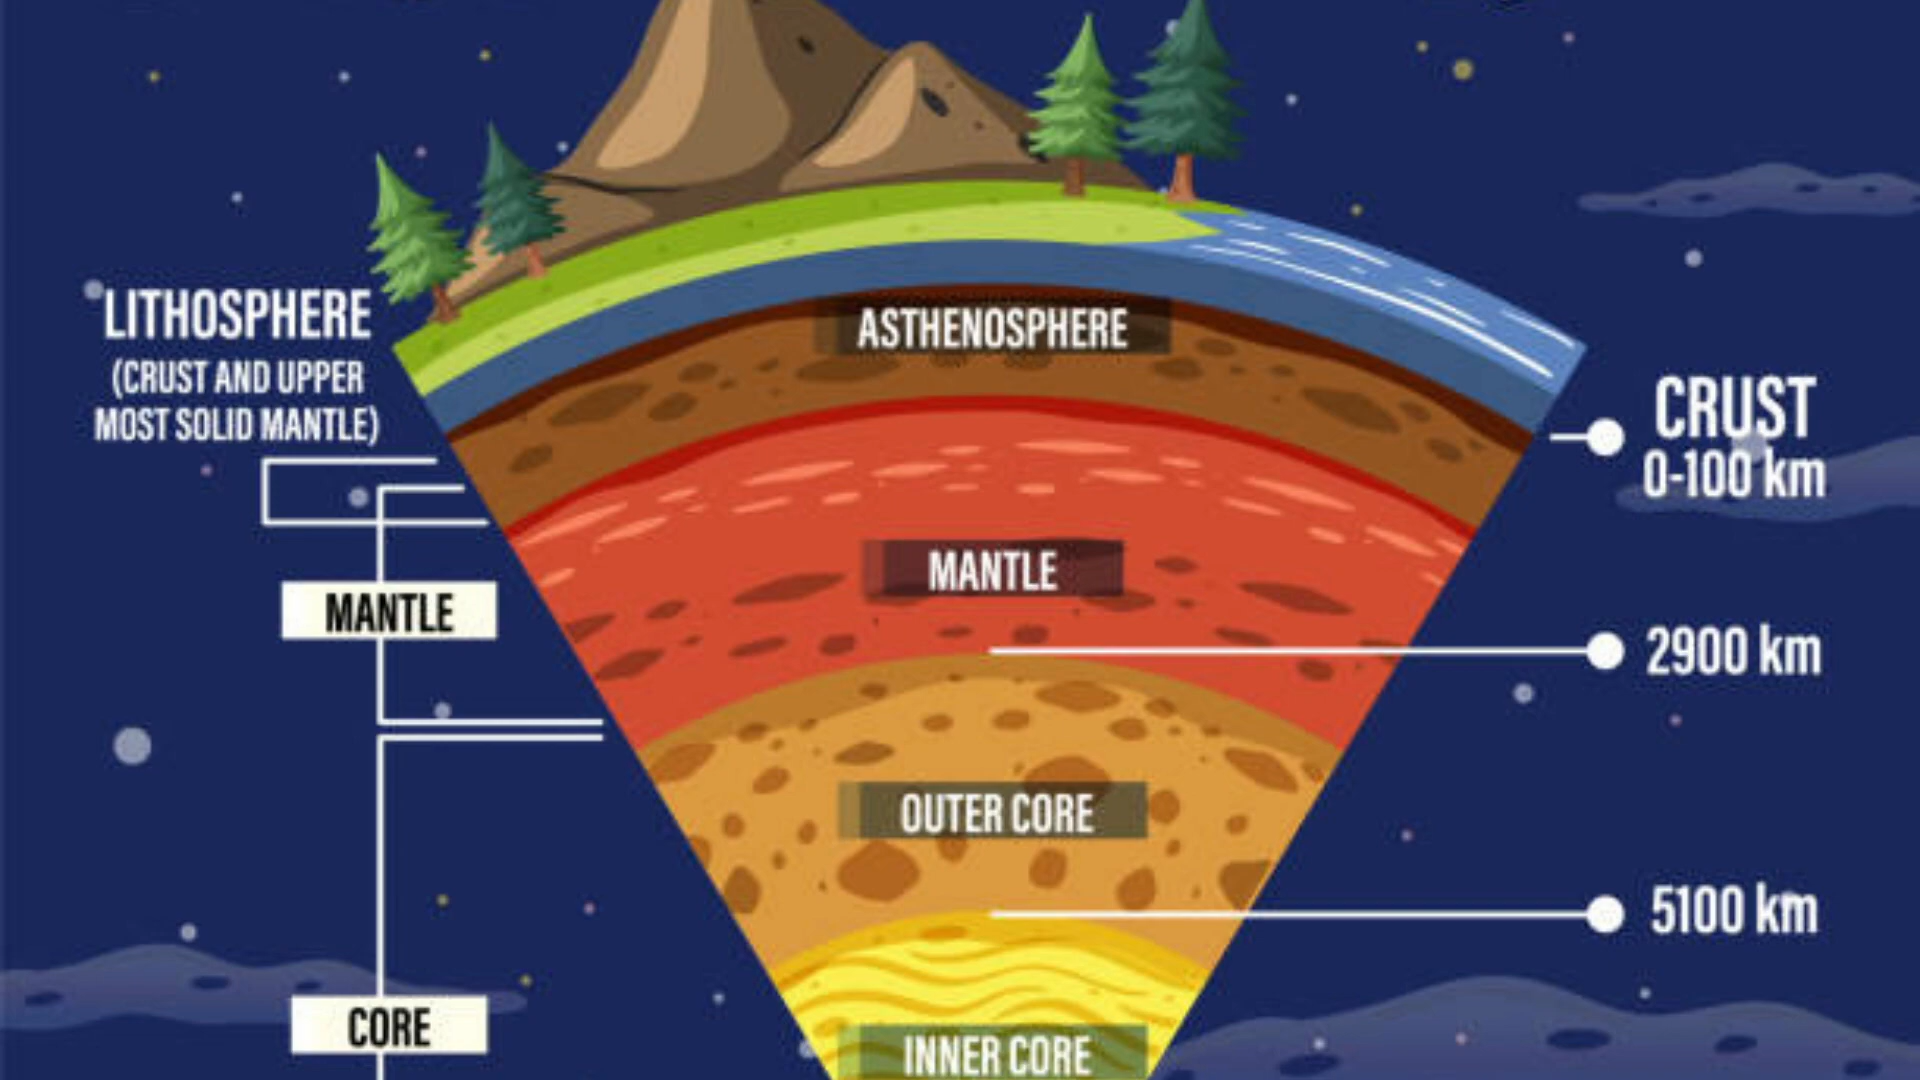 LITHOSPHERE
(CRUST AND UPPER
MOST SOLID MANTLE)
ASTHENOSPHERE
CRUST
0-100 km
MANTLE
MANTLE
2900 km
OUTER CORE
5100 km
CORE
INNER CORE